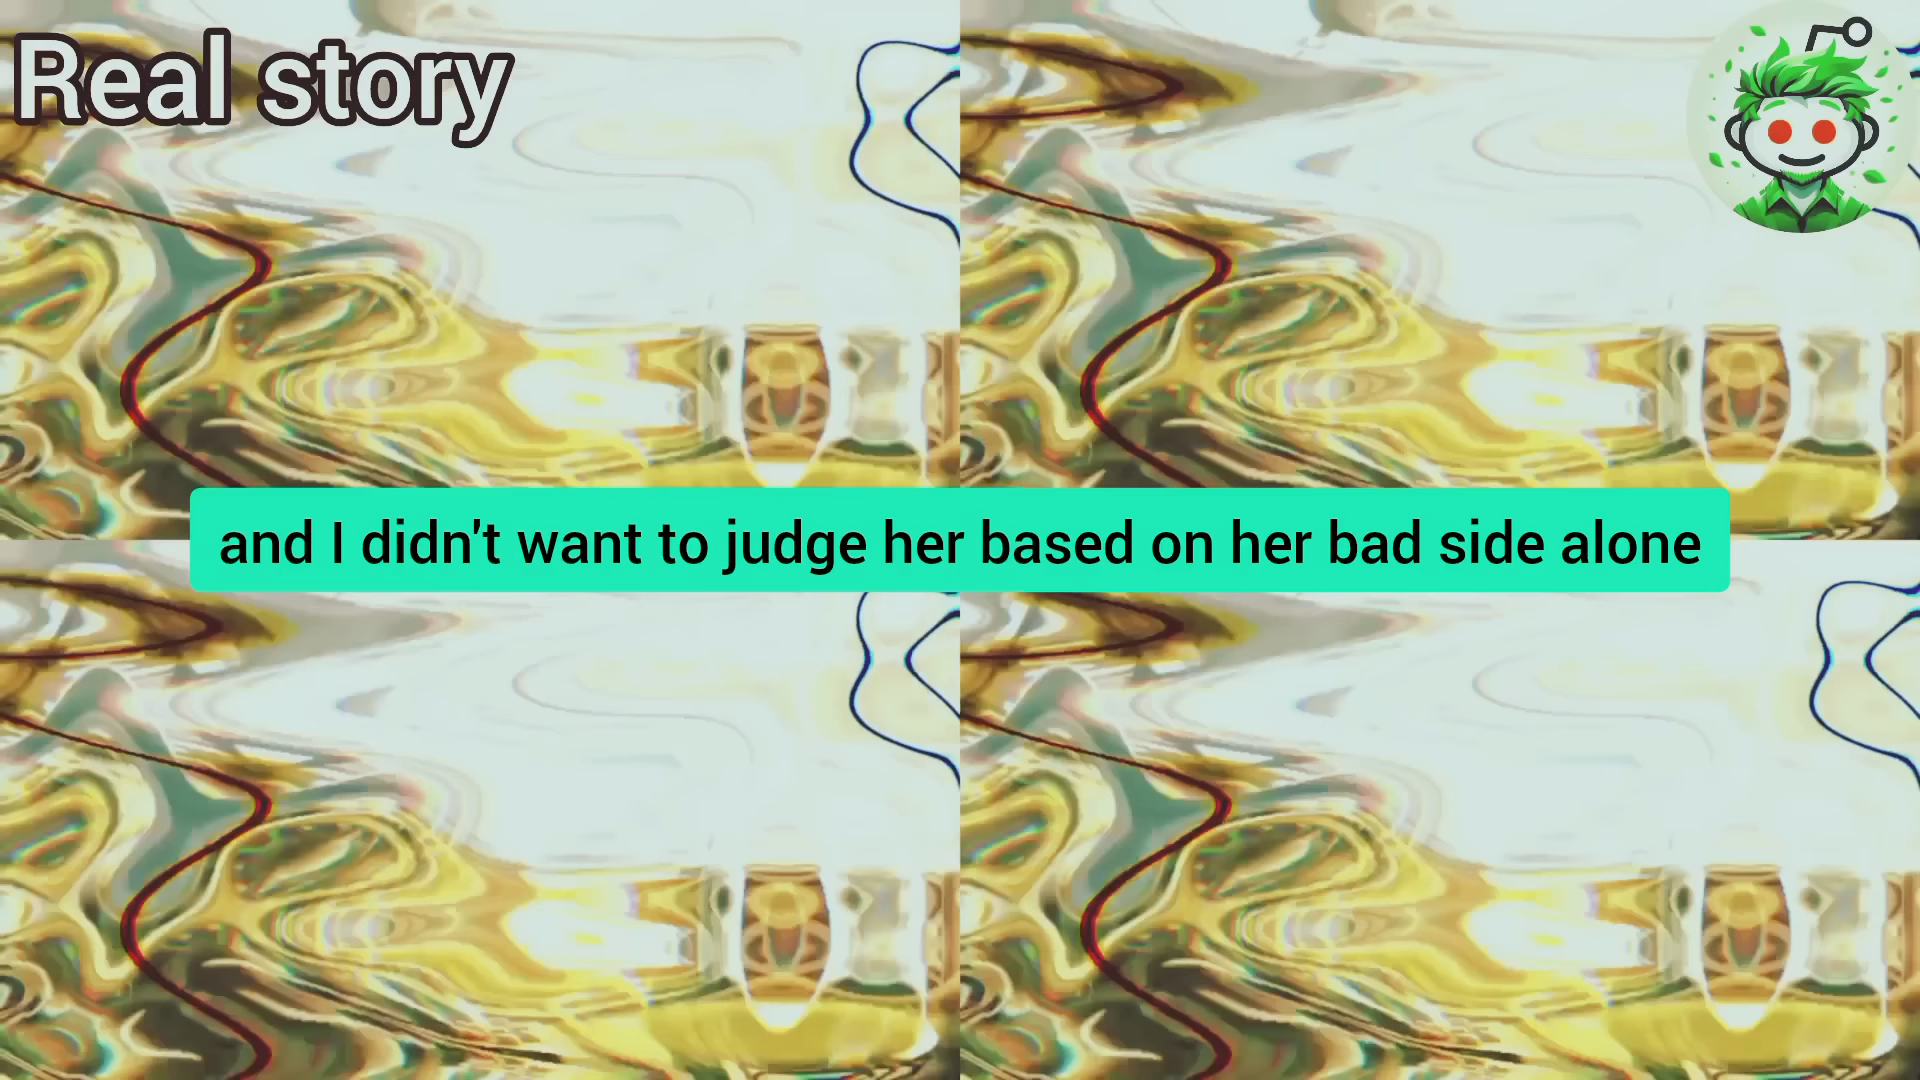 Real story
and I didn't want to judge her based on her bad side alone